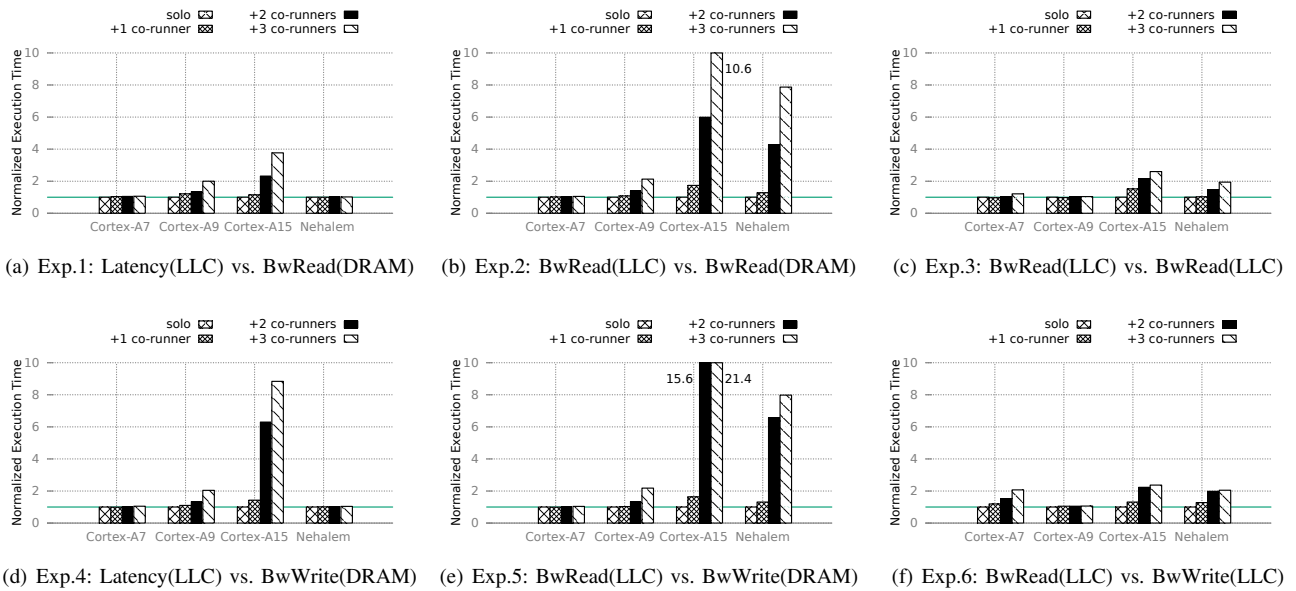 solo
+2 co-runners
+1 co-runner
+3 co-runners
Normalized Execution Time
10
8
6
4
2
0
Cortex-A7 Cortex-A9 Cortex-A15 Nehalem
(a) Exp.1: Latency(LLC) vs. BwRead(DRAM)
solo
+2 co-runners
+1 co-runner
+3 co-runners
Normalized Execution Time
10
8
6
4
2
0
10.6
Cortex-A7 Cortex-A9 Cortex-A15 Nehalem
(b) Exp.2: BwRead(LLC) vs. BwRead(DRAM)
solo
+2 co-runners
+1 co-runner
+3 co-runners
Normalized Execution Time
10
8
6
4
2
0
Cortex-A7 Cortex-A9 Cortex-A15 Nehalem
(c) Exp.3: BwRead(LLC) vs. BwRead(LLC)
solo
+2 co-runners
+1 co-runner
+3 co-runners
Normalized Execution Time
10
8
6
4
2
0
Cortex-A7 Cortex-A9 Cortex-A15 Nehalem
(d) Exp.4: Latency(LLC) vs. BwWrite(DRAM)
solo
+2 co-runners
+1 co-runner
+3 co-runners
Normalized Execution Time
10
8
6
4
2
0
15.6
21.4
Cortex-A7 Cortex-A9 Cortex-A15 Nehalem
(e) Exp.5: BwRead(LLC) vs. BwWrite(DRAM)
solo
+2 co-runners
+1 co-runner
+3 co-runners
Normalized Execution Time
10
8
6
4
2
0
Cortex-A7 Cortex-A9 Cortex-A15 Nehalem
(f) Exp.6: BwRead(LLC) vs. BwWrite(LLC)